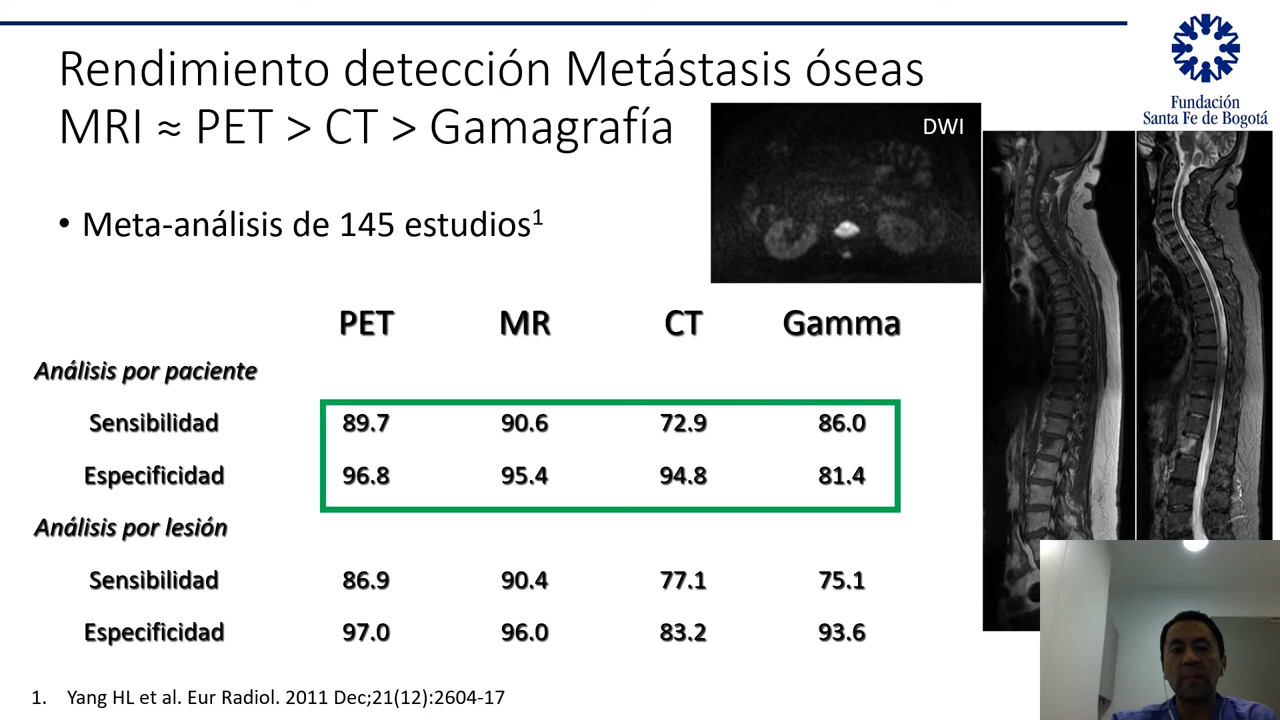 Rendimiento detección Metástasis óseas
MRI ≈ PET > CT > Gamagrafía
Fundación
Santa Fe de Bogotá
DWI
• Meta-análisis de 145 estudios1
PET MR CT Gamma
Análisis por paciente
Sensibilidad 89.7 90.6 72.9 86.0
Especificidad 96.8 95.4 94.8 81.4
Análisis por lesión
Sensibilidad 86.9 90.4 77.1 75.1
Especificidad 97.0 96.0 83.2 93.6
1. Yang HL et al. Eur Radiol. 2011 Dec;21(12):2604-17